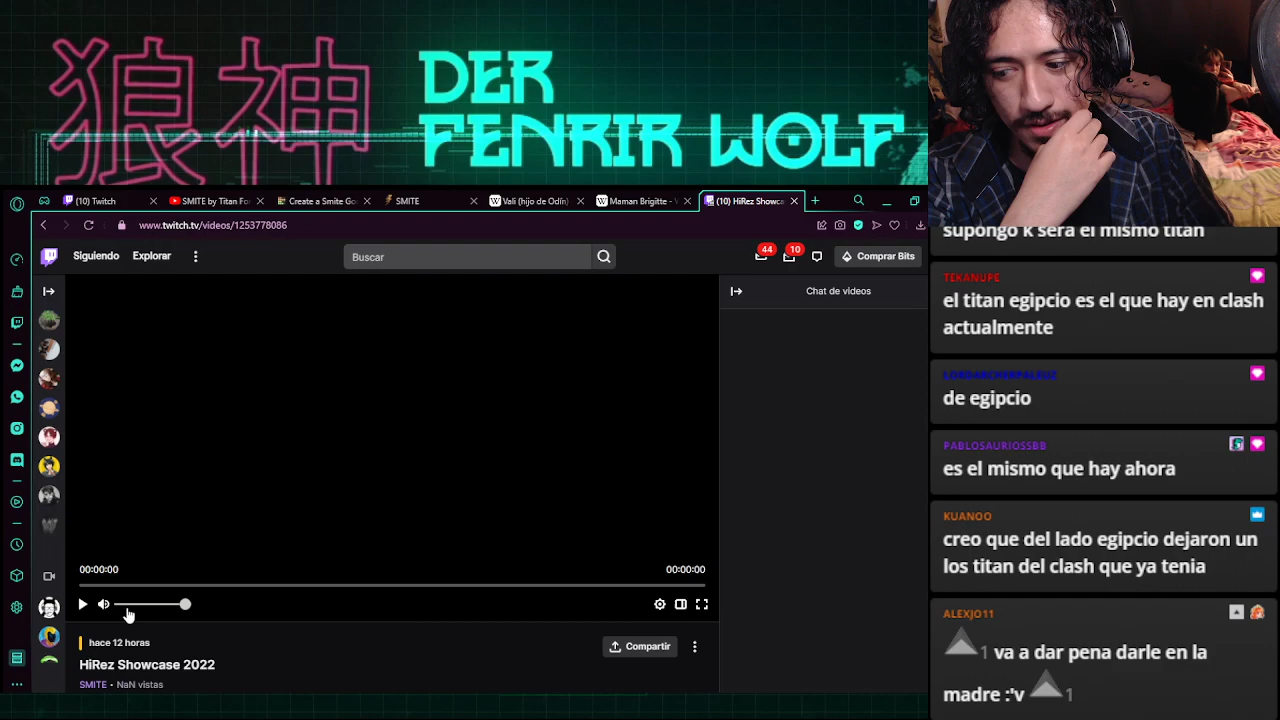 狼神
DER
FENRIR WOLF
(10) Twitch
SMITE by Titan Fo
Create a Smite Go
SMITE
Vali (hijo de Odín)
Maman Brigitte - V
(10) HiRez Showca
www.twitch.tv/videos/1253778086
Siguiendo
Explorar
Buscar
44
10
Comprar Bits
Chat de videos
00:00:00
00:00:00
hace 12 horas
HiRez Showcase 2022
Compartir
SMITE • NaN vistas
supongo k sera el mismo titan
TEKANUPE
el titan egipcio es el que hay en clash
actualmente
de egipcio
PABLOSAURIOSSBB
es el mismo que hay ahora
KUANOO
creo que del lado egipcio dejaron un
los titan del clash que ya tenia
ALEXJO11
1 va a dar pena darle en la
madre :'v 1